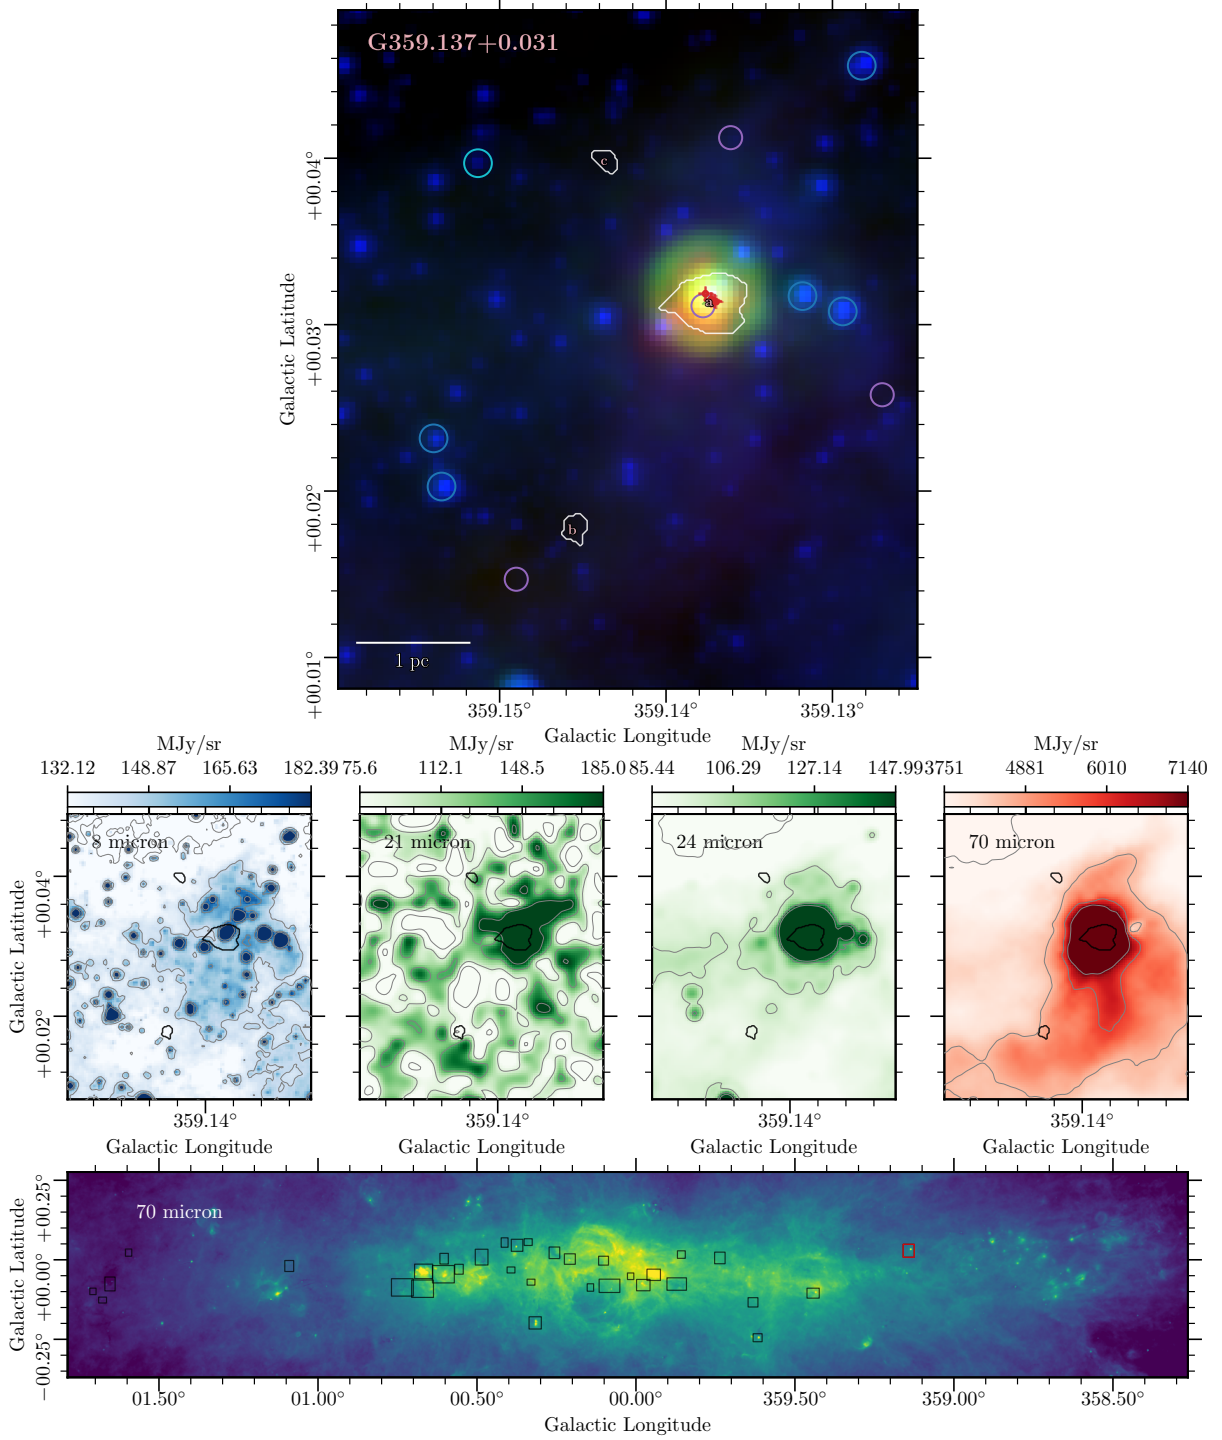 G359.137+0.031
c
a
b
1 pc
+00.04°
+00.03°
+00.02°
+00.01°
Galactic Latitude
359.15°
359.14°
359.13°
Galactic Longitude
MJy/sr
MJy/sr
MJy/sr
MJy/sr
132.12 148.87 165.63 182.39
75.6 112.1 148.5 185.0
85.44 106.29 127.14 147.99
3751 4881 6010 7140
8 micron
21 micron
24 micron
70 micron
+00.04°
+00.02°
Galactic Latitude
359.14°
359.14°
359.14°
359.14°
Galactic Longitude
Galactic Longitude
Galactic Longitude
Galactic Longitude
70 micron
+00.25°
+00.00°
−00.25°
Galactic Latitude
01.50°
01.00°
00.50°
00.00°
359.50°
359.00°
358.50°
Galactic Longitude